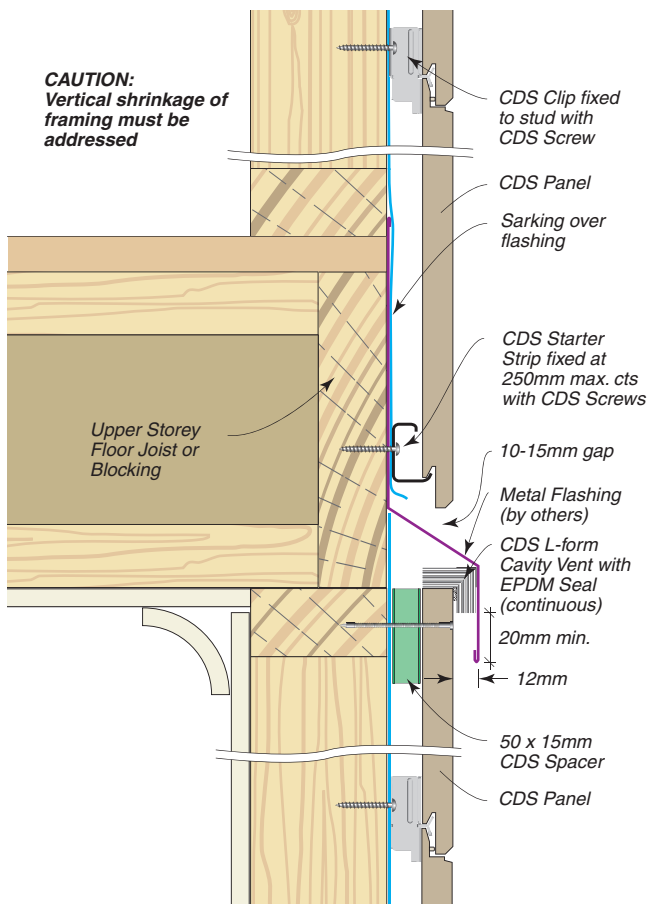 CAUTION:
Vertical shrinkage of
framing must be
addressed
CDS Clip fixed
to stud with
CDS Screw
CDS Panel
Sarking over
flashing
CDS Starter
Strip fixed at
250mm max. cts
with CDS Screws
Upper Storey
Floor Joist or
Blocking
10-15mm gap
Metal Flashing
(by others)
CDS L-form
Cavity Vent with
EPDM Seal
(continuous)
20mm min.
12mm
50 x 15mm
CDS Spacer
CDS Panel